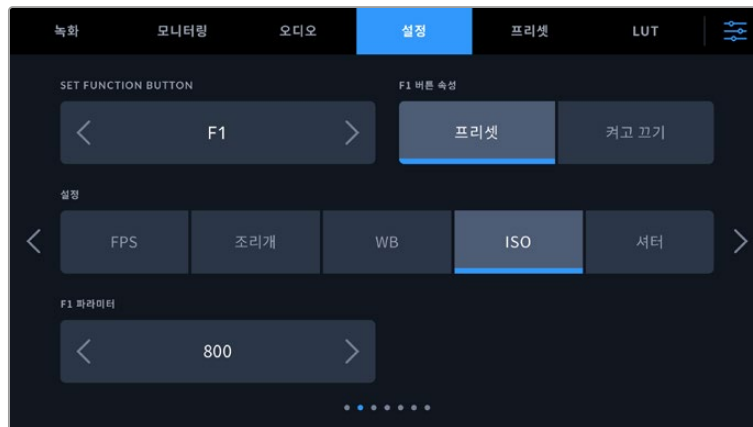 녹화 모니터링 오디오 설정 프리셋 LUT
SET FUNCTION BUTTON F1 버튼 속성
F1 프리셋 켜고 끄기
설정
FPS 조리개 WB ISO 셔터
F1 파라미터
800